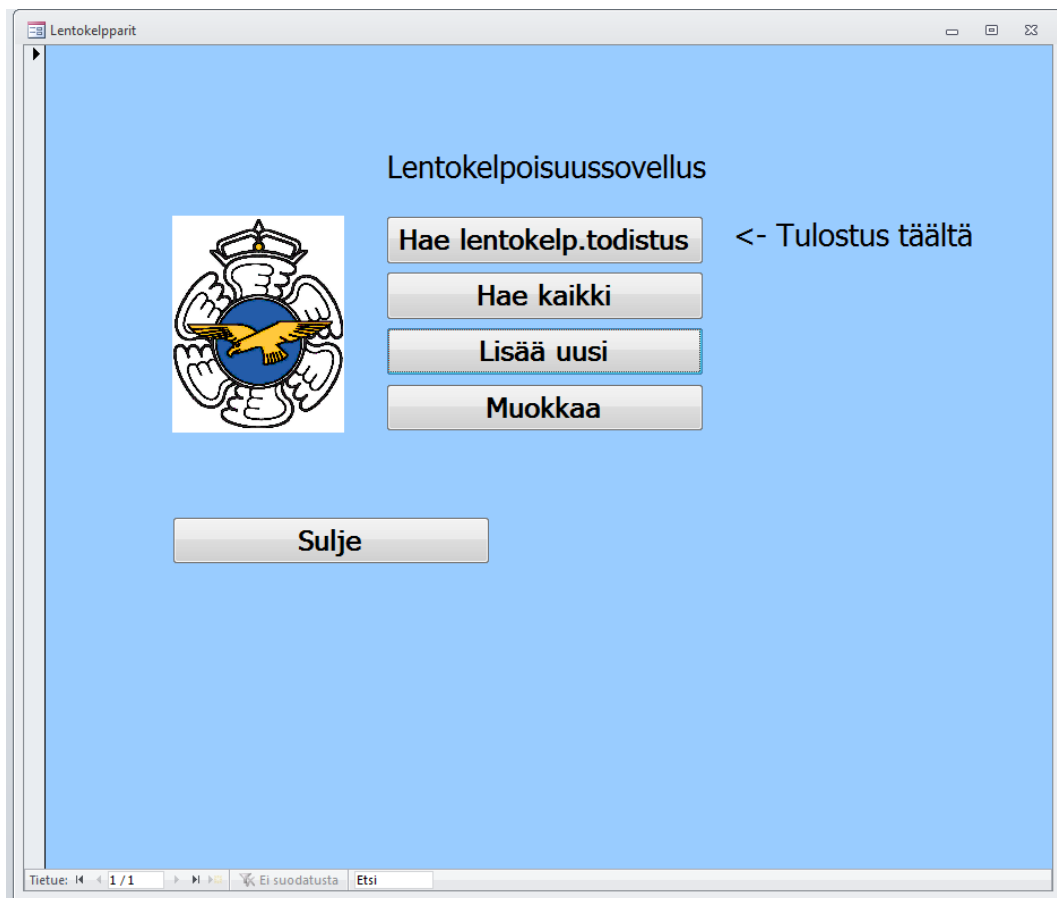 Lentokelpparit
Lentokelpoisuussovellus
Hae lentokelp.todistus
<- Tulostus täältä
Hae kaikki
Lisää uusi
Muokkaa
Sulje
Tietue: 1 / 1 Ei suodatusta Etsi